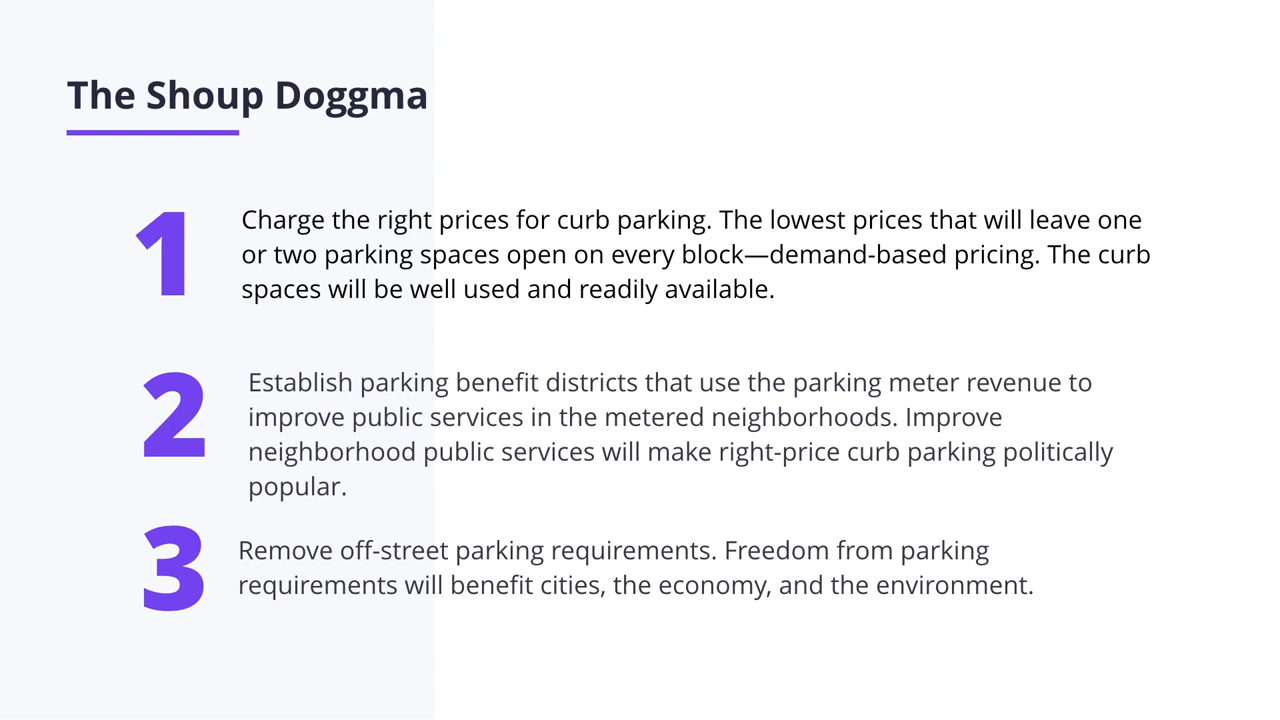 The Shoup Doggma
1
Charge the right prices for curb parking. The lowest prices that will leave one
or two parking spaces open on every block—demand-based pricing. The curb
spaces will be well used and readily available.
2
Establish parking benefit districts that use the parking meter revenue to
improve public services in the metered neighborhoods. Improve
neighborhood public services will make right-price curb parking politically
popular.
3
Remove off-street parking requirements. Freedom from parking
requirements will benefit cities, the economy, and the environment.